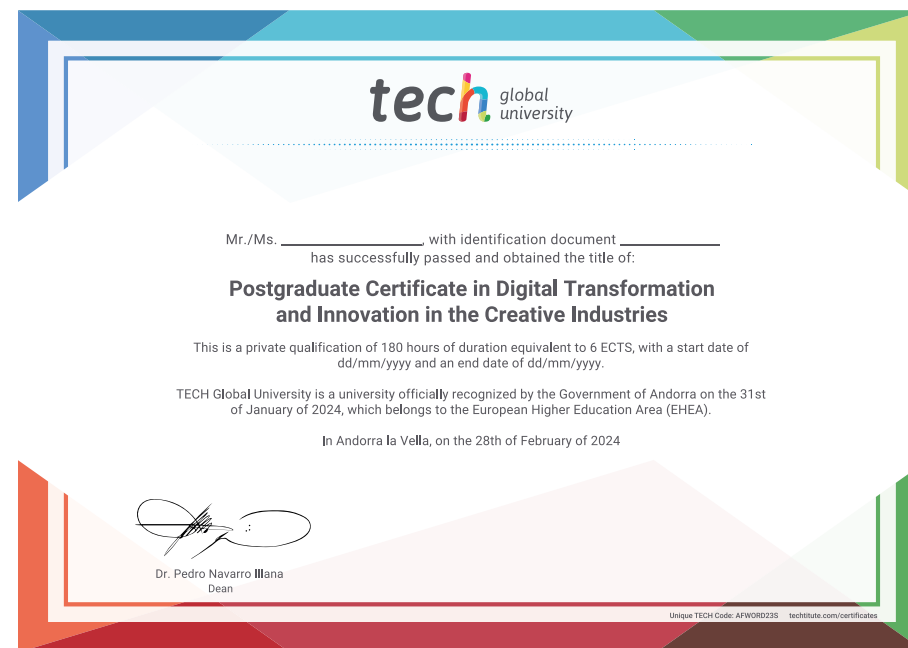 tech global university
Mr./Ms. ____________________, with identification document ______________
has successfully passed and obtained the title of:
Postgraduate Certificate in Digital Transformation
and Innovation in the Creative Industries
This is a private qualification of 180 hours of duration equivalent to 6 ECTS, with a start date of
dd/mm/yyyy and an end date of dd/mm/yyyy.
TECH Global University is a university officially recognized by the Government of Andorra on the 31st
of January of 2024, which belongs to the European Higher Education Area (EHEA).
In Andorra la Vella, on the 28th of February of 2024
Dr. Pedro Navarro Illana
Dean
Unique TECH Code: AFWORD23S techtitute.com/certificates